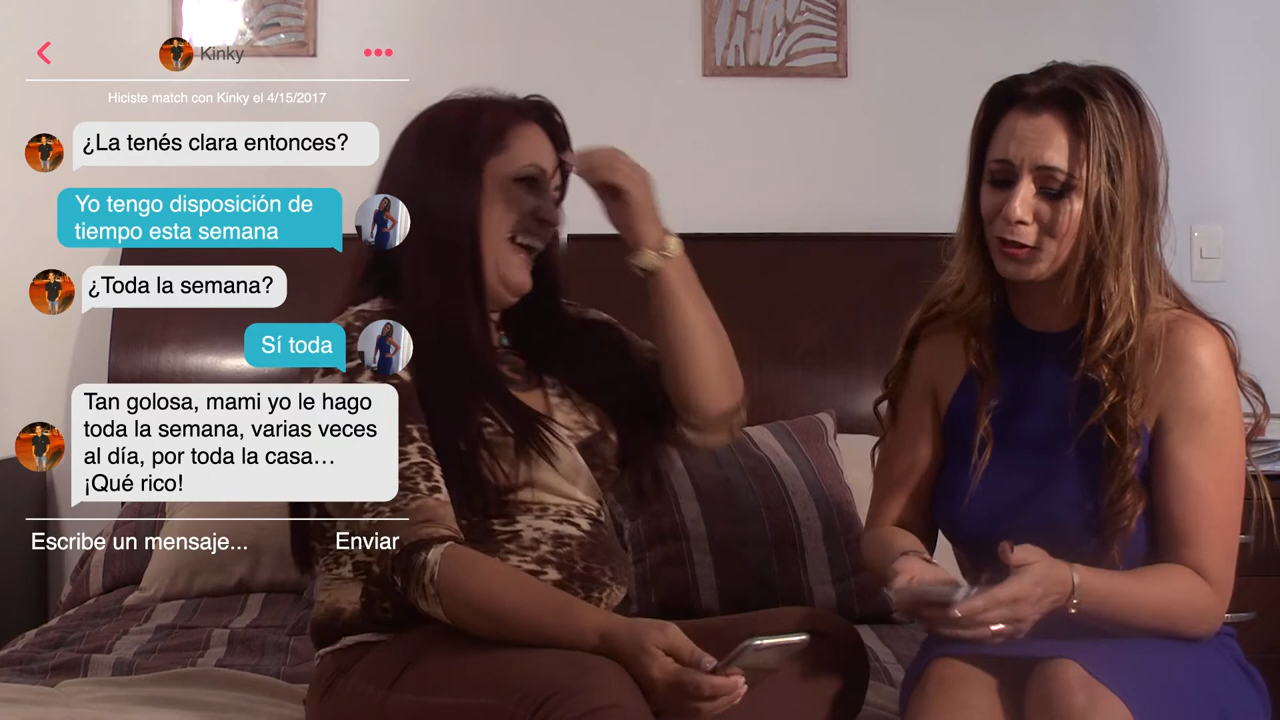 Kinky
Hiciste match con Kinky el 4/15/2017
¿La tenés clara entonces?
Yo tengo disposición de
tiempo esta semana
¿Toda la semana?
Sí toda
Tan golosa, mami yo le hago
toda la semana, varias veces
al día, por toda la casa...
¡Qué rico!
Escribe un mensaje...
Enviar